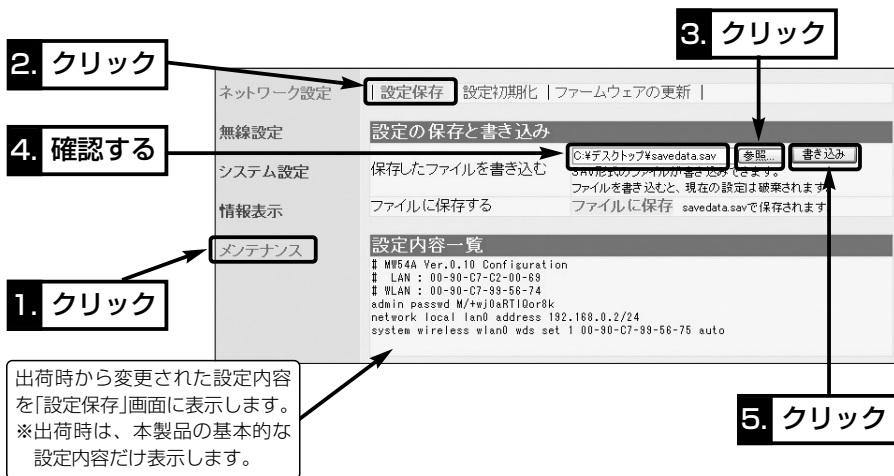 3. クリック
2. クリック
ネットワーク設定
| 設定保存 | 設定初期化 | ファームウェアの更新 |
無線設定
設定の保存と書き込み
4. 確認する
保存したファイルを書き込む
C:¥デスクトップ¥savedata.sav
参照...
書き込み
SAV形式のファイルが書き込みできます。
ファイルを書き込むと、現在の設定は破棄されます
システム設定
情報表示
ファイルに保存する
ファイルに保存 savedata.savで保存されます
メンテナンス
設定内容一覧
# MW54A Ver.0.10 Configuration
# LAN : 00-90-C7-C2-00-69
# WLAN : 00-90-C7-99-56-74
admin passwd M/+wj0aRTlQor8k
network local lan0 address 192.168.0.2/24
system wireless wlan0 wds set 1 00-90-C7-99-56-75 auto
1. クリック
出荷時から変更された設定内容
を「設定保存」画面に表示します。
※出荷時は、本製品の基本的な
設定内容だけ表示します。
5. クリック